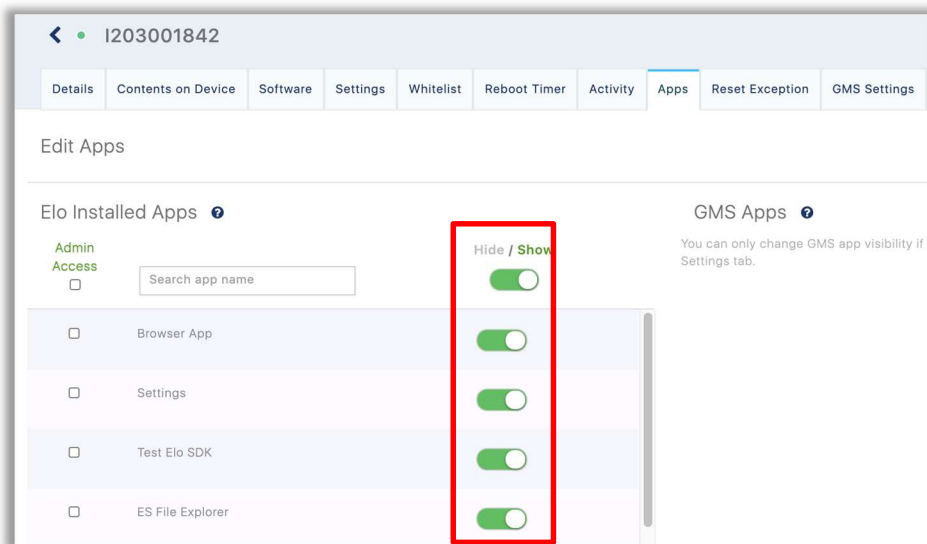 I203001842
Details Contents on Device Software Settings Whitelist Reboot Timer Activity Apps Reset Exception GMS Settings
Edit Apps
Elo Installed Apps ?
GMS Apps ?
Admin
Access
Hide / Show
You can only change GMS app visibility if
Settings tab.
Search app name
Browser App
Settings
Test Elo SDK
ES File Explorer